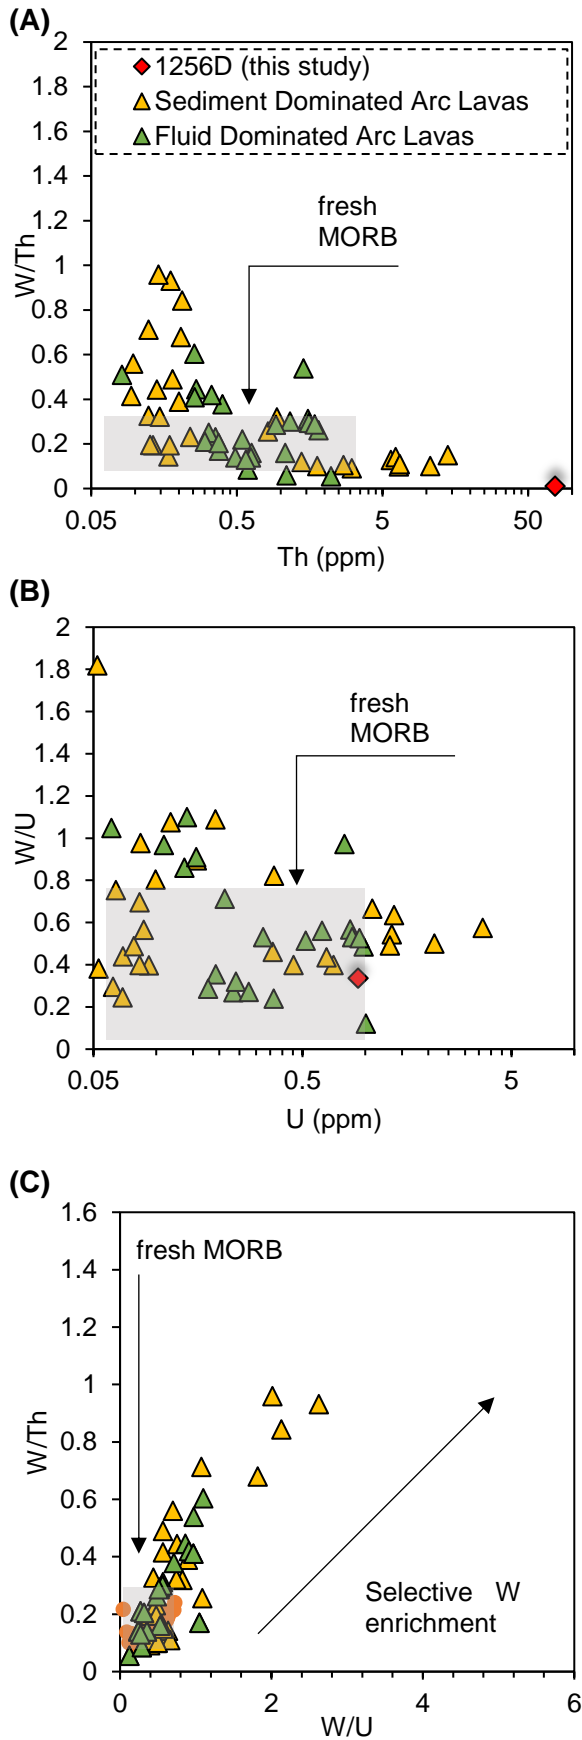 (A)
2
1.8
1.6
1.4
1.2
1
0.8
0.6
0.4
0.2
0
W/Th
1256D (this study)
Sediment Dominated Arc Lavas
Fluid Dominated Arc Lavas
fresh
MORB
0.05
0.5
5
50
Th (ppm)
(B)
2
1.8
1.6
1.4
1.2
1
0.8
0.6
0.4
0.2
0
W/U
fresh
MORB
0.05
0.5
5
U (ppm)
(C)
1.6
1.4
1.2
1
0.8
0.6
0.4
0.2
0
W/Th
fresh MORB
Selective W
enrichment
0
2
4
6
W/U